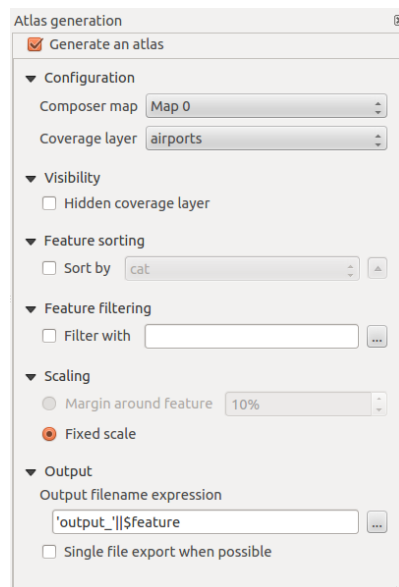 Atlas generation
Generate an atlas
Configuration
Composer map Map 0
Coverage layer airports
Visibility
Hidden coverage layer
Feature sorting
Sort by cat
Feature filtering
Filter with ...
Scaling
Margin around feature 10%
Fixed scale
Output
Output filename expression
'output_'||$feature ...
Single file export when possible